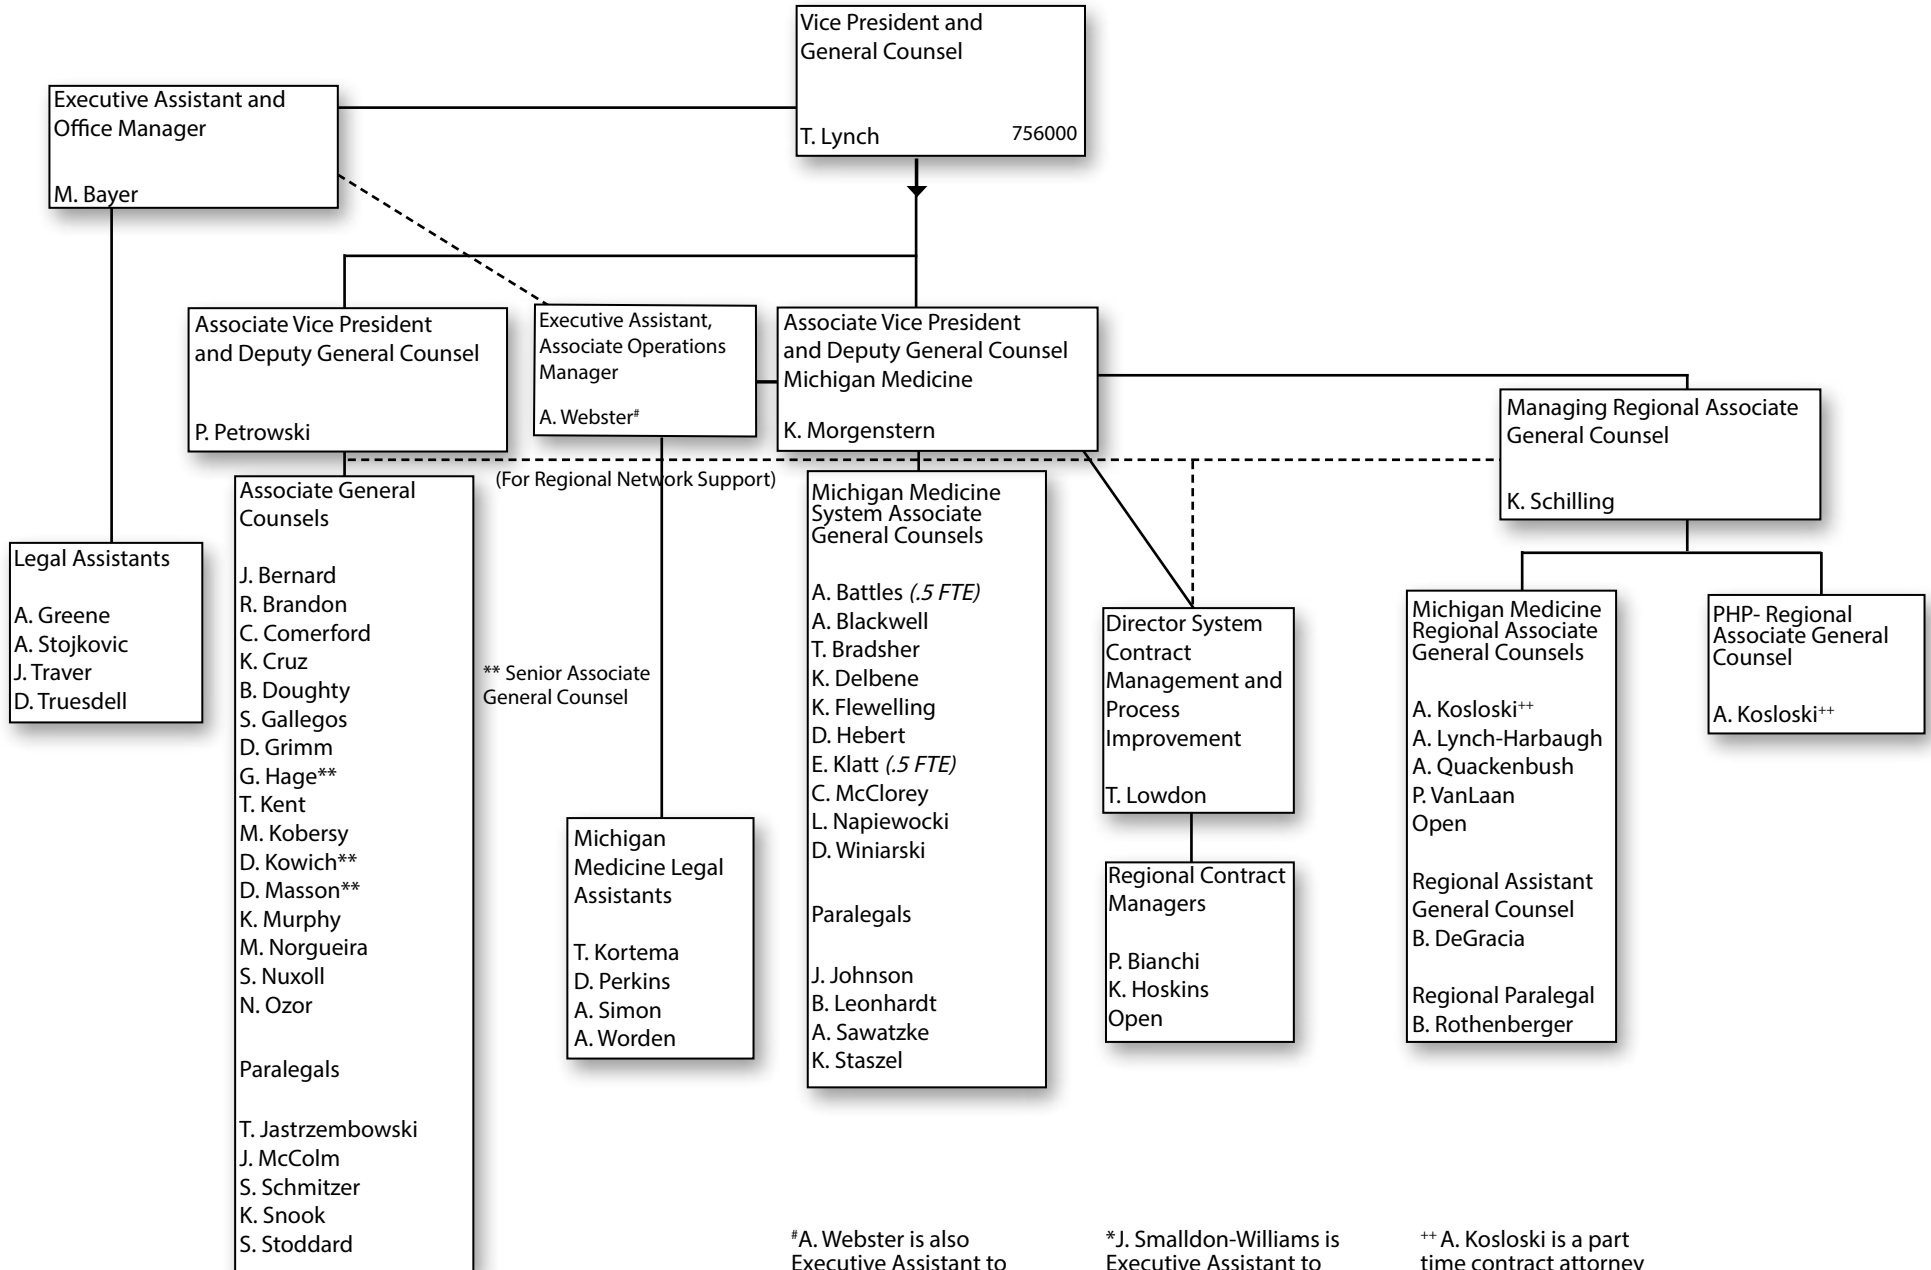 Vice President and
General Counsel
T. Lynch 756000
Executive Assistant and
Office Manager
M. Bayer
Associate Vice President
and Deputy General Counsel
P. Petrowski
Executive Assistant,
Associate Operations
Manager
A. Webster#
Associate Vice President
and Deputy General Counsel
Michigan Medicine
K. Morgenstern
Managing Regional Associate
General Counsel
K. Schilling
(For Regional Network Support)
Legal Assistants
A. Greene
A. Stojkovic
J. Traver
D. Truesdell
Associate General
Counsels
J. Bernard
R. Brandon
C. Comerford
K. Cruz
B. Doughty
S. Gallegos
D. Grimm
G. Hage**
T. Kent
M. Kobersy
D. Kowich**
D. Masson**
K. Murphy
M. Norgueira
S. Nuxoll
N. Ozor
Paralegals
T. Jastrzembowski
J. McColm
S. Schmitzer
K. Snook
S. Stoddard
** Senior Associate
General Counsel
Michigan
Medicine Legal
Assistants
T. Kortema
D. Perkins
A. Simon
A. Worden
Michigan Medicine
System Associate
General Counsels
A. Battles (.5 FTE)
A. Blackwell
T. Bradsher
K. Delbene
K. Flewelling
D. Hebert
E. Klatt (.5 FTE)
C. McClorey
L. Napiewocki
D. Winiarski
Paralegals
J. Johnson
B. Leonhardt
A. Sawatzke
K. Staszel
Director System
Contract
Management and
Process
Improvement
T. Lowdon
Regional Contract
Managers
P. Bianchi
K. Hoskins
Open
Michigan Medicine
Regional Associate
General Counsels
A. Kosloski++
A. Lynch-Harbaugh
A. Quackenbush
P. VanLaan
Open
Regional Assistant
General Counsel
B. DeGracia
Regional Paralegal
B. Rothenberger
PHP- Regional
Associate General
Counsel
A. Kosloski++
#A. Webster is also
Executive Assistant to
*J. Smalldon-Williams is
Executive Assistant to
++ A. Kosloski is a part
time contract attorney